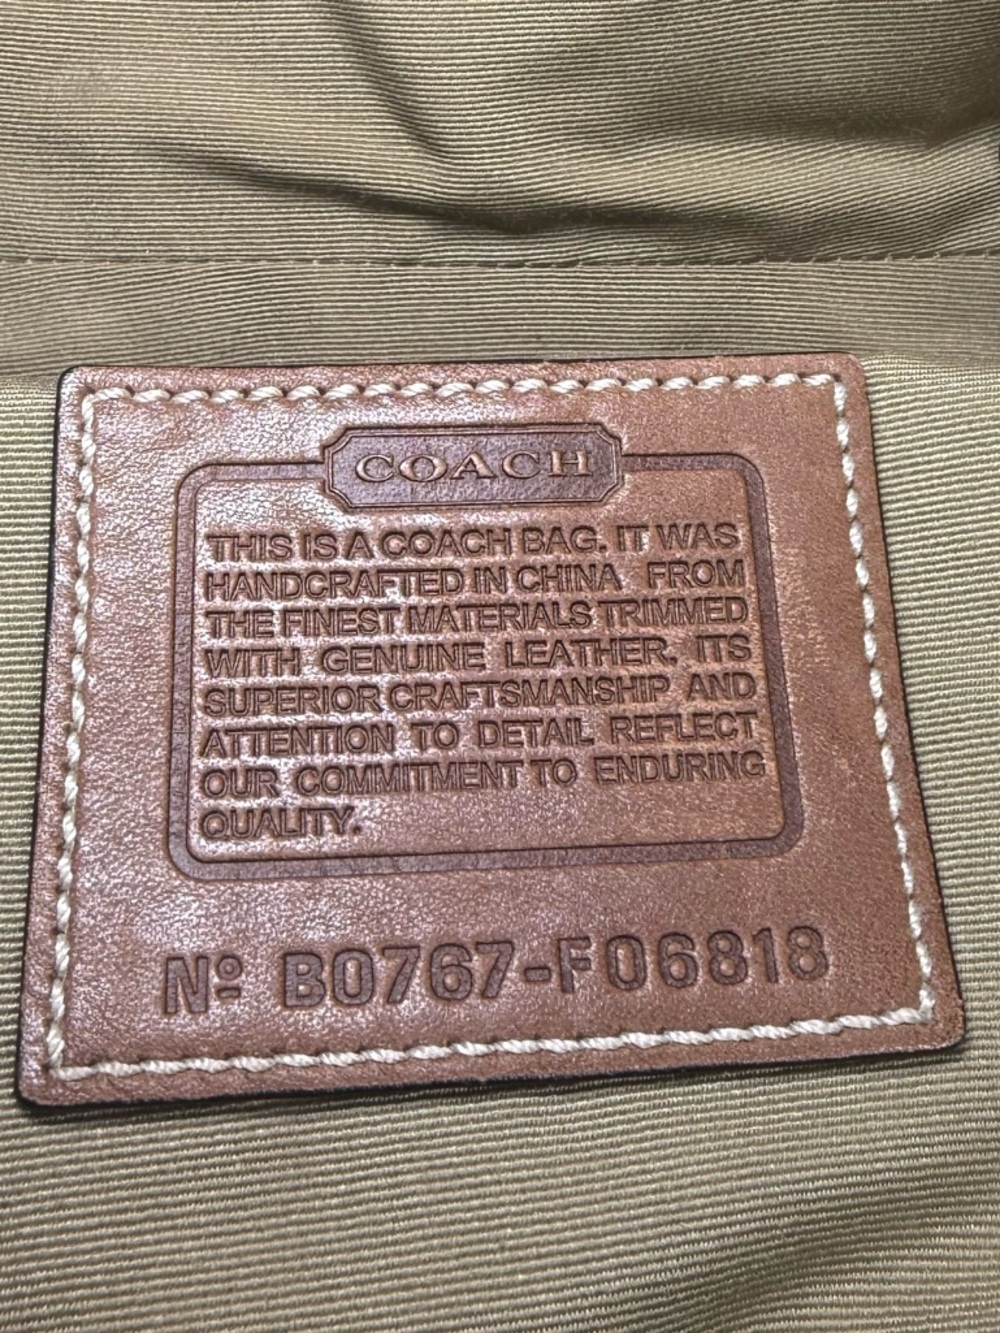 COACH
THIS IS A COACH BAG. IT WAS
HANDCRAFTED IN CHINA FROM
THE FINEST MATERIALS TRIMMED
WITH GENUINE LEATHER. ITS
SUPERIOR CRAFTSMANSHIP AND
ATTENTION TO DETAIL REFLECT
OUR COMMITMENT TO ENDURING
QUALITY.
Nº B0767-F06818